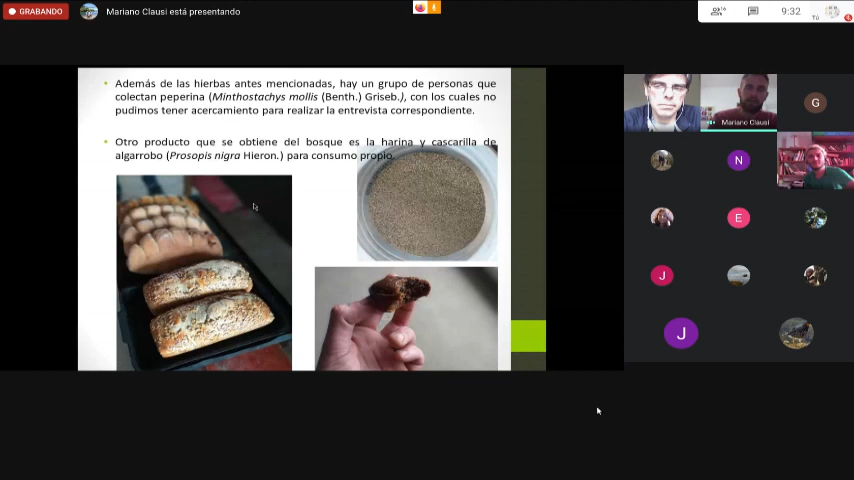 GRABANDO
Mariano Clausi está presentando
16
9:32
Tú
• Además de las hierbas antes mencionadas, hay un grupo de personas que
colectan peperina (Minthostachys mollis (Benth.) Griseb.), con los cuales no
pudimos tener acercamiento para realizar la entrevista correspondiente.
• Otro producto que se obtiene del bosque es la harina y cascarilla de
algarrobo (Prosopis nigra Hieron.) para consumo propio.
Mariano Clausi
G
N
E
J
J